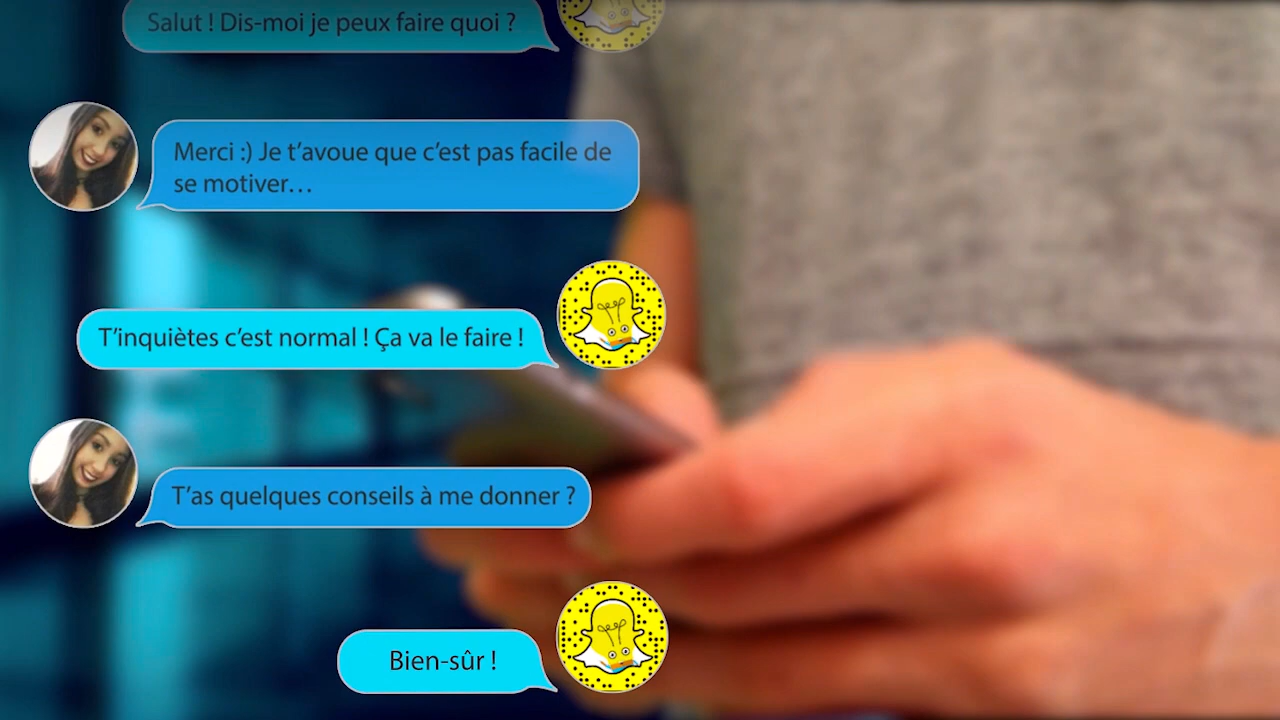 Salut ! Dis-moi je peux faire quoi ?
Merci :) Je t’avoue que c’est pas facile de
se motiver…
T’inquiètes c’est normal ! Ça va le faire !
T’as quelques conseils à me donner ?
Bien-sûr !